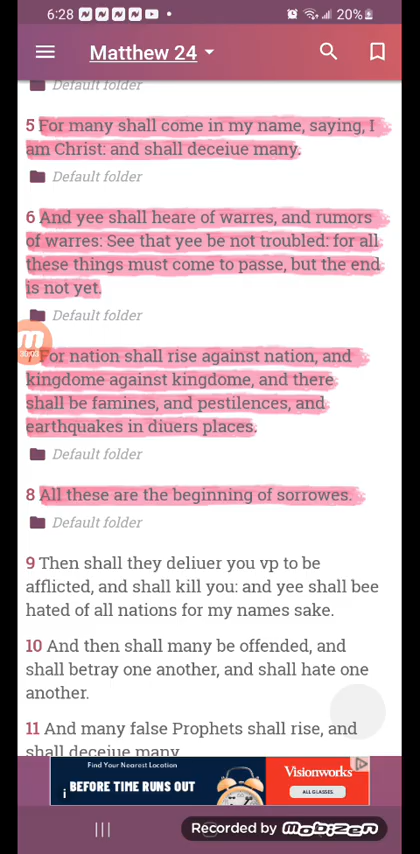 6:28
20%
Matthew 24
Default folder
5 For many shall come in my name, saying, I
am Christ: and shall deceiue many.
Default folder
6 And yee shall heare of warres, and rumors
of warres: See that yee be not troubled: for all
these things must come to passe, but the end
is not yet.
Default folder
For nation shall rise against nation, and
kingdome against kingdome, and there
shall be famines, and pestilences, and
earthquakes in diuers places.
Default folder
8 All these are the beginning of sorrowes.
Default folder
9 Then shall they deliuer you vp to be
afflicted, and shall kill you: and yee shall bee
hated of all nations for my names sake.
10 And then shall many be offended, and
shall betray one another, and shall hate one
another.
11 And many false Prophets shall rise, and
shall deceiue many
Find Your Nearest Location
BEFORE TIME RUNS OUT
Visionworks
ALL GLASSES.
Recorded by mobizen